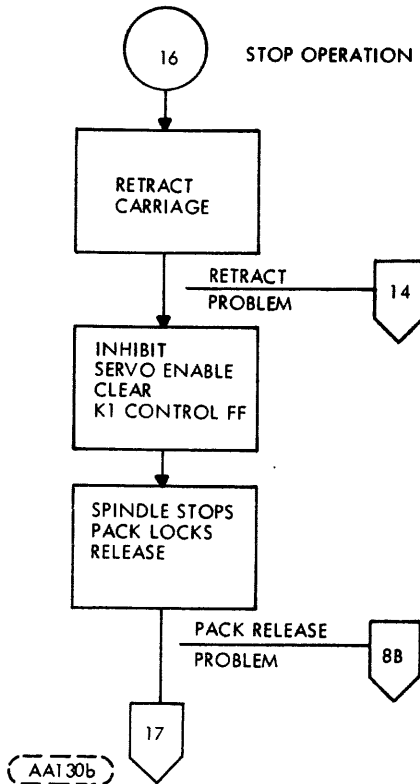 16
STOP OPERATION
RETRACT
CARRIAGE
RETRACT
PROBLEM
14
INHIBIT
SERVO ENABLE
CLEAR
K1 CONTROL FF
SPINDLE STOPS
PACK LOCKS
RELEASE
PACK RELEASE
PROBLEM
8B
17
AA130b